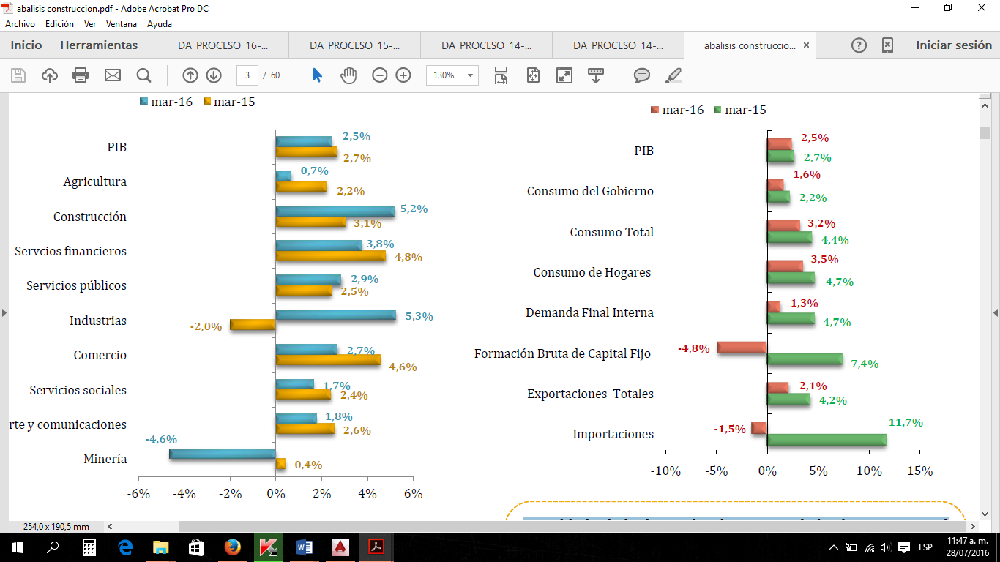 abalisis construccion.pdf - Adobe Acrobat Pro DC
Archivo Edición Ver Ventana Ayuda
Inicio Herramientas DA_PROCESO_16-... DA_PROCESO_15-... DA_PROCESO_14-... DA_PROCESO_14-... abalisis construccio... Iniciar sesión
3 / 60 130%
mar-16 mar-15
PIB 2,5% 2,7%
Agricultura 0,7% 2,2%
Construcción 5,2% 3,1%
Servcios financieros 3,8% 4,8%
Servicios públicos 2,9% 2,5%
Industrias -2,0% 5,3%
Comercio 2,7% 4,6%
Servicios sociales 1,7% 2,4%
rte y comunicaciones 1,8% 2,6%
Minería -4,6% 0,4%
-6% -4% -2% 0% 2% 4% 6%
mar-16 mar-15
PIB 2,5% 2,7%
Consumo del Gobierno 1,6% 2,2%
Consumo Total 3,2% 4,4%
Consumo de Hogares 3,5% 4,7%
Demanda Final Interna 1,3% 4,7%
Formación Bruta de Capital Fijo -4,8% 7,4%
Exportaciones Totales 2,1% 4,2%
Importaciones -1,5% 11,7%
-10% -5% 0% 5% 10% 15%
254,0 x 190,5 mm
ESP
11:47 a. m.
28/07/2016